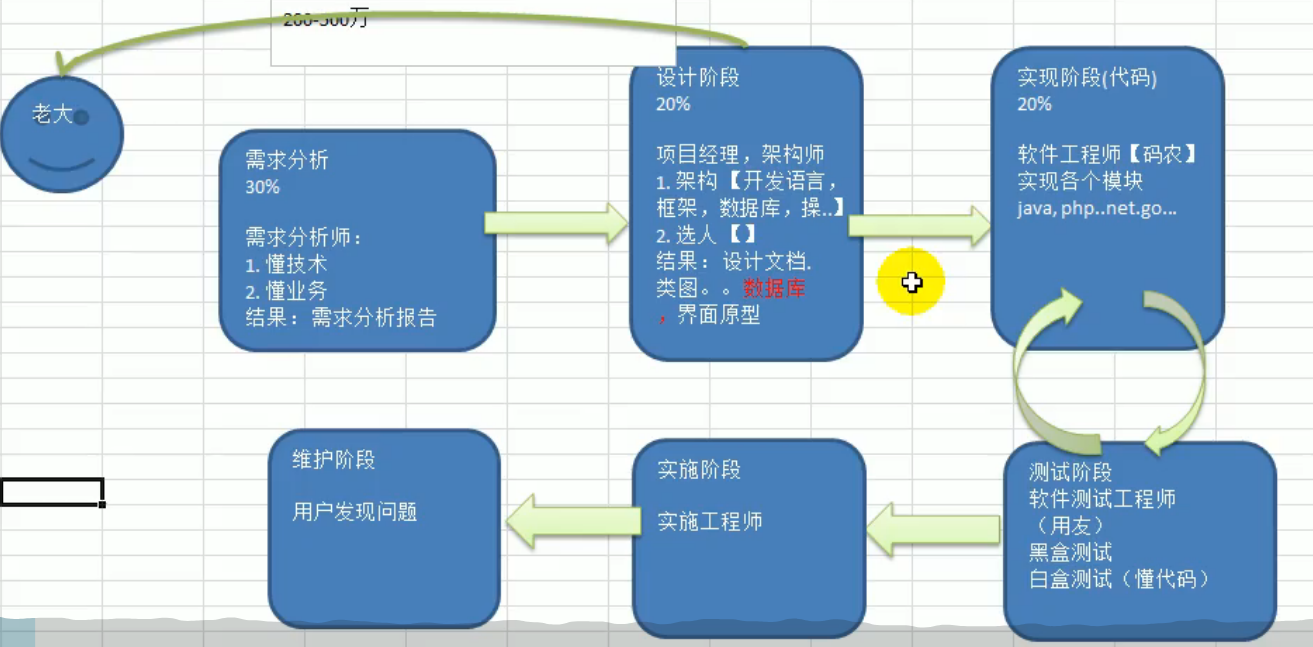 200-500万
老大
需求分析
30%
需求分析师：
1. 懂技术
2. 懂业务
结果：需求分析报告
设计阶段
20%
项目经理，架构师
1. 架构【开发语言，
框架，数据库，操..】
2. 选人【】
结果：设计文档.
类图。。数据库
，界面原型
实现阶段(代码)
20%
软件工程师【码农】
实现各个模块
java, php..net.go...
测试阶段
软件测试工程师
（用友）
黑盒测试
白盒测试（懂代码）
实施阶段
实施工程师
维护阶段
用户发现问题